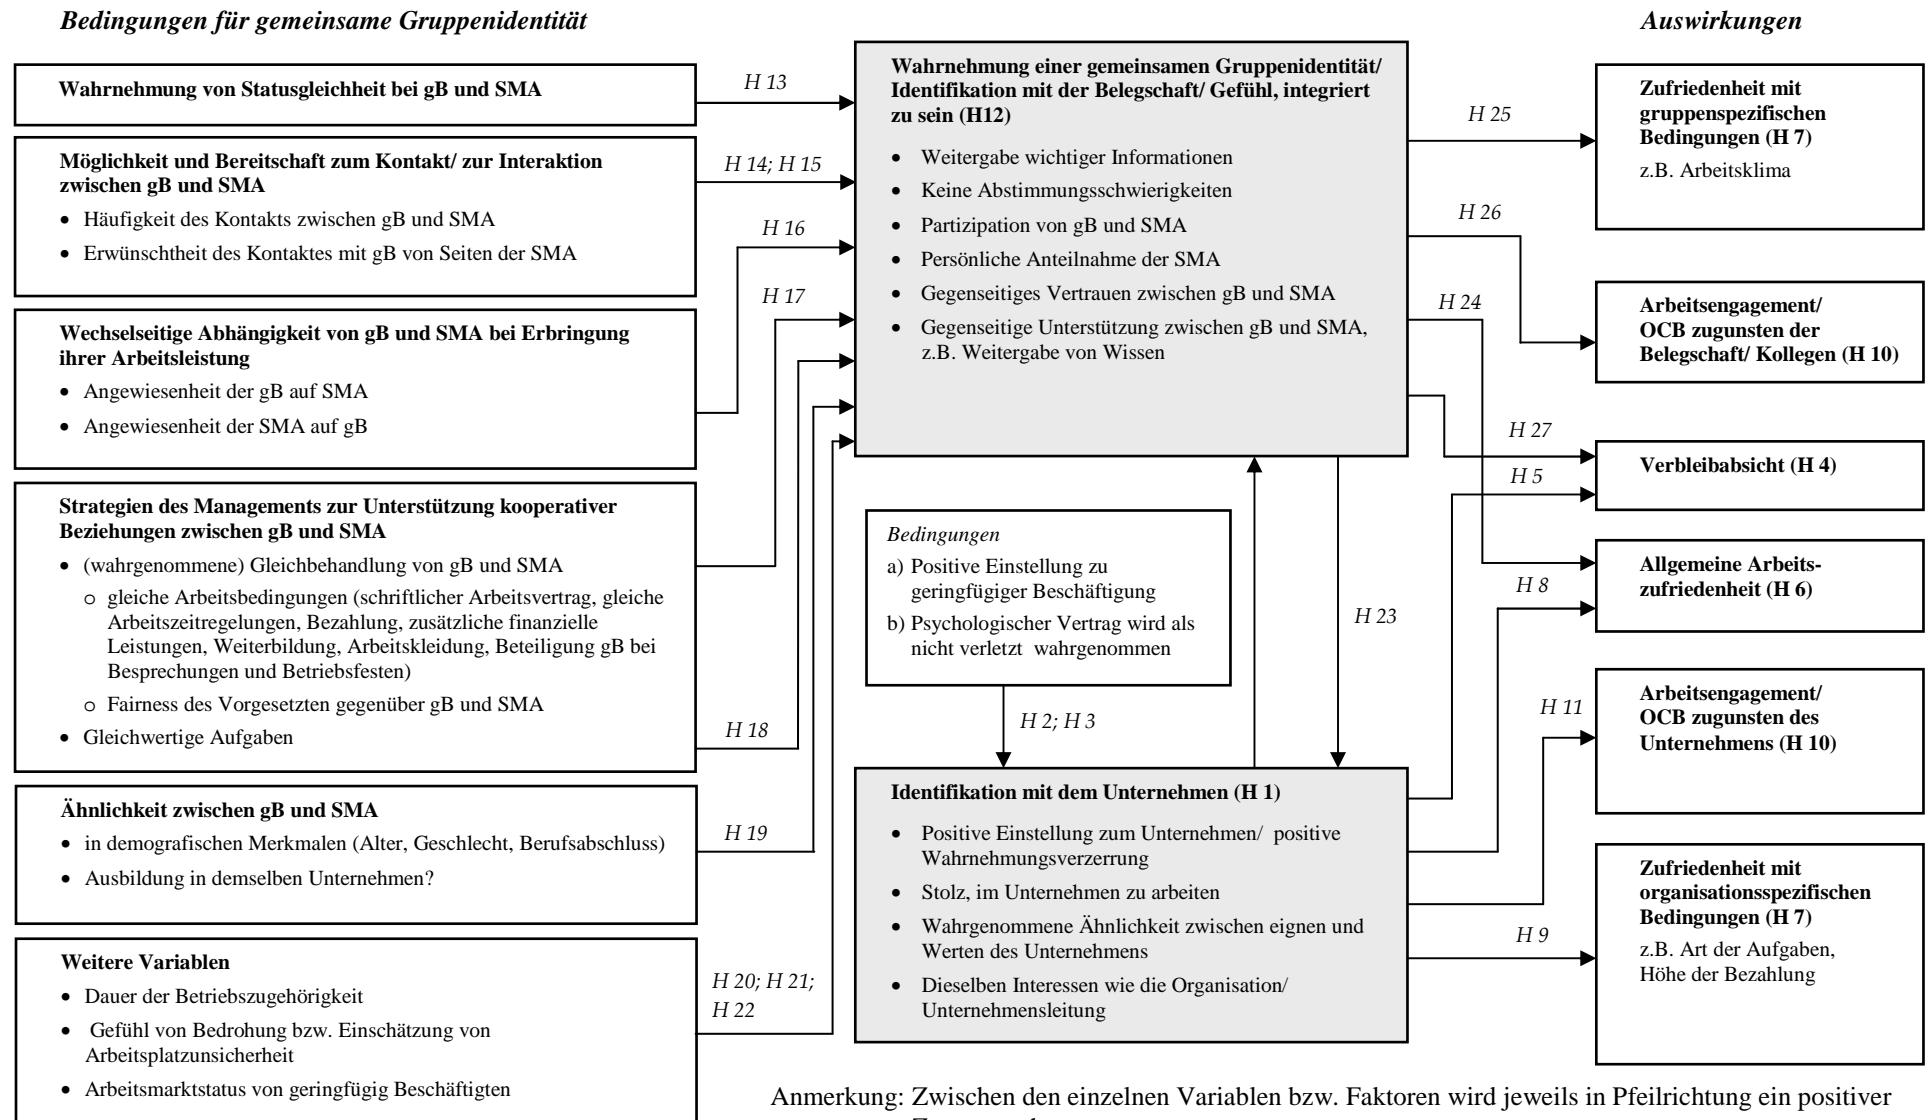 Bedingungen für gemeinsame Gruppenidentität
Wahrnehmung von Statusgleichheit bei gB und SMA
Möglichkeit und Bereitschaft zum Kontakt/ zur Interaktion
zwischen gB und SMA
• Häufigkeit des Kontakts zwischen gB und SMA
• Erwünschtheit des Kontaktes mit gB von Seiten der SMA
Wechselseitige Abhängigkeit von gB und SMA bei Erbringung
ihrer Arbeitsleistung
• Angewiesenheit der gB auf SMA
• Angewiesenheit der SMA auf gB
Strategien des Managements zur Unterstützung kooperativer
Beziehungen zwischen gB und SMA
• (wahrgenommene) Gleichbehandlung von gB und SMA
o gleiche Arbeitsbedingungen (schriftlicher Arbeitsvertrag, gleiche
Arbeitszeitregelungen, Bezahlung, zusätzliche finanzielle
Leistungen, Weiterbildung, Arbeitskleidung, Beteiligung gB bei
Besprechungen und Betriebsfesten)
o Fairness des Vorgesetzten gegenüber gB und SMA
• Gleichwertige Aufgaben
Ähnlichkeit zwischen gB und SMA
• in demografischen Merkmalen (Alter, Geschlecht, Berufsabschluss)
• Ausbildung in demselben Unternehmen?
Weitere Variablen
• Dauer der Betriebszugehörigkeit
• Gefühl von Bedrohung bzw. Einschätzung von
Arbeitsplatzunsicherheit
• Arbeitsmarktstatus von geringfügig Beschäftigten
H 13
H 14; H 15
H 16
H 17
H 18
H 19
H 20; H 21;
H 22
Wahrnehmung einer gemeinsamen Gruppenidentität/
Identifikation mit der Belegschaft/ Gefühl, integriert
zu sein (H12)
• Weitergabe wichtiger Informationen
• Keine Abstimmungsschwierigkeiten
• Partizipation von gB und SMA
• Persönliche Anteilnahme der SMA
• Gegenseitiges Vertrauen zwischen gB und SMA
• Gegenseitige Unterstützung zwischen gB und SMA,
z.B. Weitergabe von Wissen
Bedingungen
a) Positive Einstellung zu
geringfügiger Beschäftigung
b) Psychologischer Vertrag wird als
nicht verletzt wahrgenommen
H 2; H 3
H 23
Identifikation mit dem Unternehmen (H 1)
• Positive Einstellung zum Unternehmen/ positive
Wahrnehmungsverzerrung
• Stolz, im Unternehmen zu arbeiten
• Wahrgenommene Ähnlichkeit zwischen eignen und
Werten des Unternehmens
• Dieselben Interessen wie die Organisation/
Unternehmensleitung
H 25
H 26
H 24
H 27
H 5
H 8
H 11
H 9
Auswirkungen
Zufriedenheit mit
gruppenspezifischen
Bedingungen (H 7)
z.B. Arbeitsklima
Arbeitsengagement/
OCB zugunsten der
Belegschaft/ Kollegen (H 10)
Verbleibabsicht (H 4)
Allgemeine Arbeits-
zufriedenheit (H 6)
Arbeitsengagement/
OCB zugunsten des
Unternehmens (H 10)
Zufriedenheit mit
organisationsspezifischen
Bedingungen (H 7)
z.B. Art der Aufgaben,
Höhe der Bezahlung
Anmerkung: Zwischen den einzelnen Variablen bzw. Faktoren wird jeweils in Pfeilrichtung ein positiver